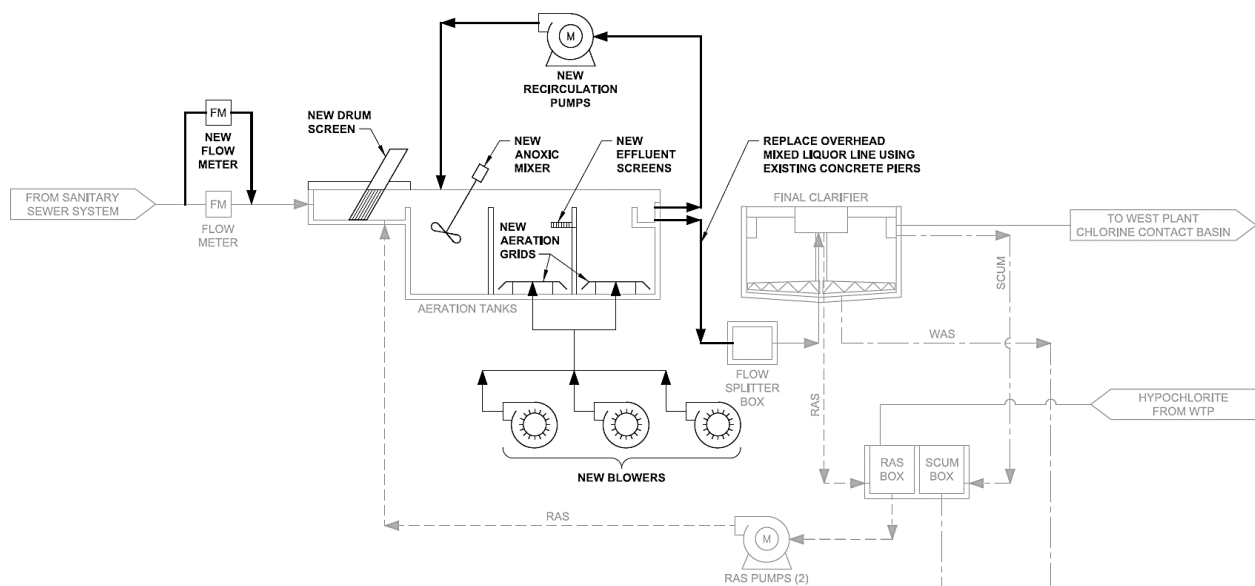 M
NEW
RECIRCULATION
PUMPS
FM
NEW
FLOW
METER
NEW DRUM
SCREEN
NEW
ANOXIC
MIXER
NEW
EFFLUENT
SCREENS
REPLACE OVERHEAD
MIXED LIQUOR LINE USING
EXISTING CONCRETE PIERS
FROM SANITARY
SEWER SYSTEM
FM
FLOW
METER
FINAL CLARIFIER
TO WEST PLANT
CHLORINE CONTACT BASIN
NEW
AERATION
GRIDS
SCUM
AERATION TANKS
WAS
FLOW
SPLITTER
BOX
RAS
HYPOCHLORITE
FROM WTP
NEW BLOWERS
RAS
BOX
SCUM
BOX
RAS
M
RAS PUMPS (2)